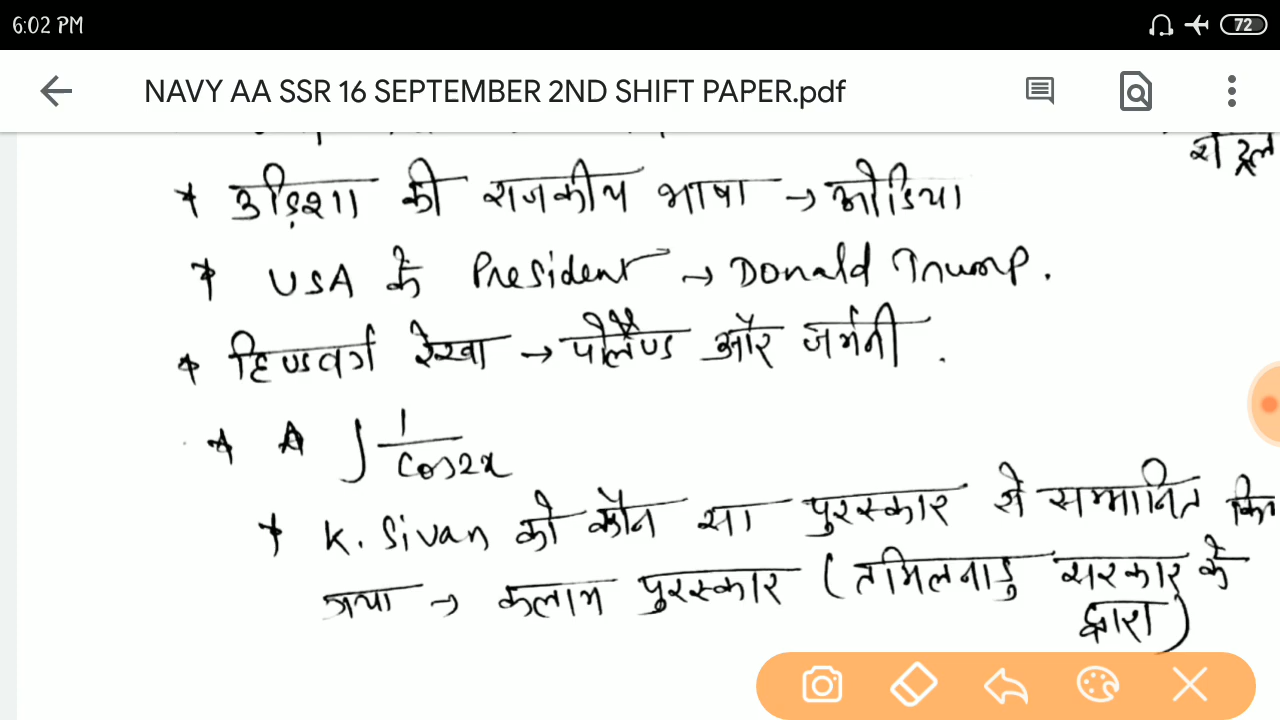 6:02 PM 72
NAVY AA SSR 16 SEPTEMBER 2ND SHIFT PAPER.pdf
* उड़िशा की राजकीय भाषा → ओडिया
* USA के President → Donald Trump.
* हिण्डवर्ग रेखा → पोलैण्ड और जर्मनी .
* A ∫ 1/cos2x
* K. Sivan को कौन सा पुरस्कार से सम्मानित
गया → कलाम पुरस्कार (तमिलनाडु सरकार के
द्वारा)